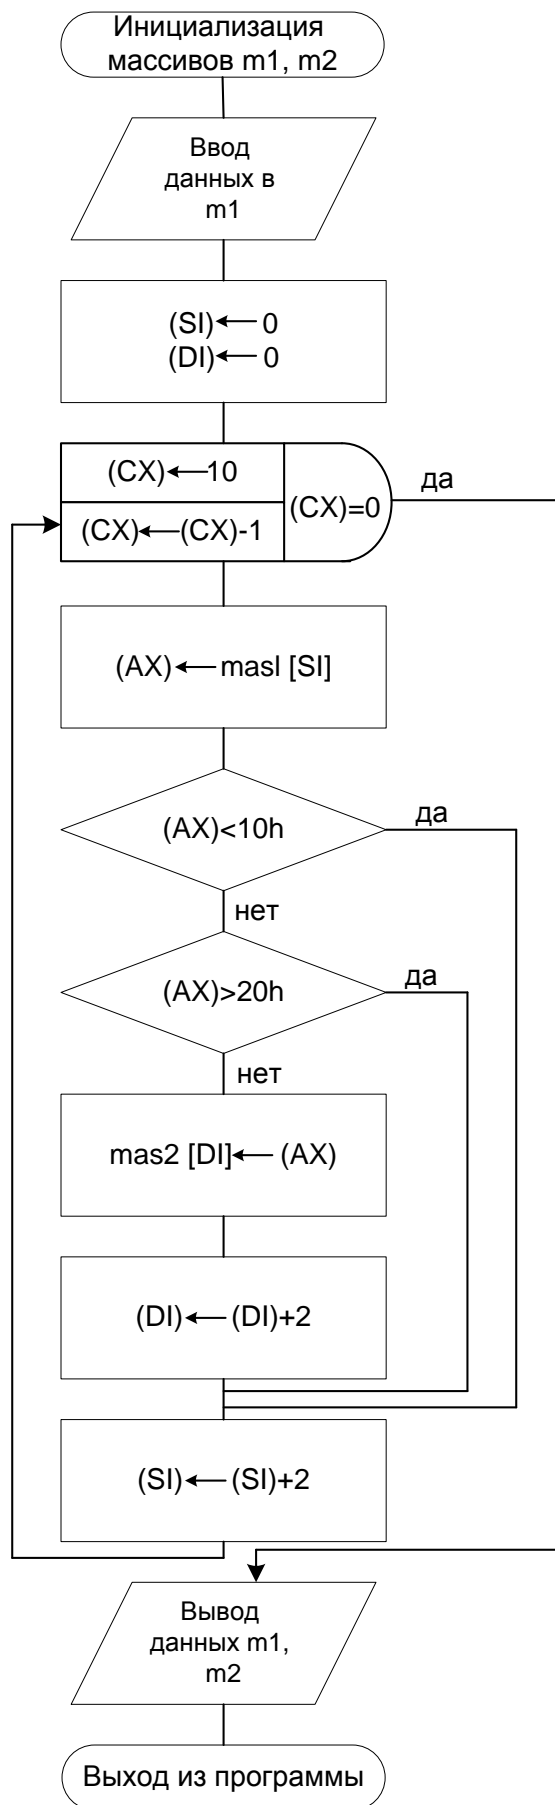 Инициализация
массивов m1, m2
Ввод
данных в
m1
(SI)← 0
(DI)← 0
(CX)←10
(CX)←(CX)-1
(CX)=0
да
(AX)←masl [SI]
(AX)<10h
да
нет
(AX)>20h
да
нет
mas2 [DI]← (AX)
(DI)← (DI)+2
(SI)← (SI)+2
Вывод
данных m1,
m2
Выход из программы